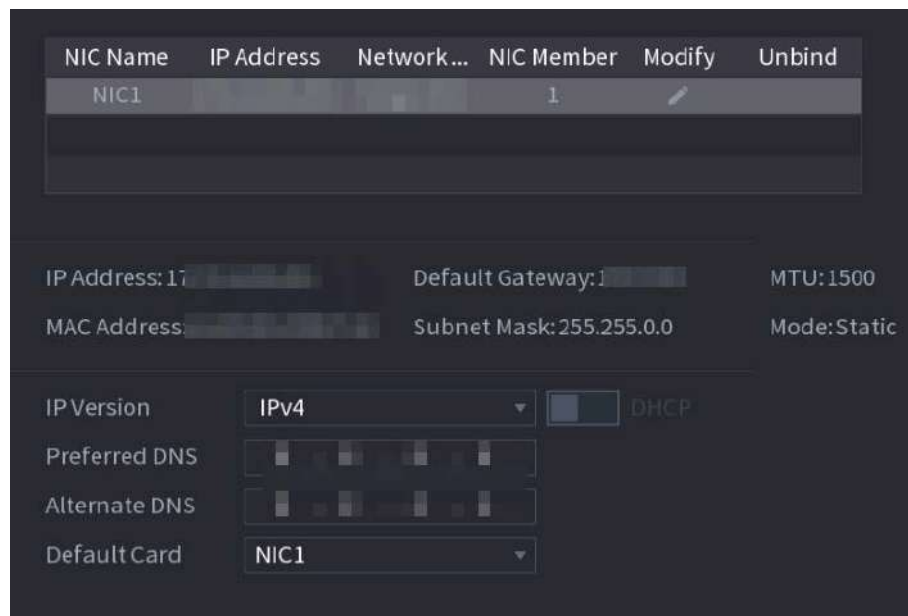 NIC Name IP Address Network... NIC Member Modify Unbind
NIC1 1
IP Address: 17 Default Gateway: MTU:1500
MAC Address: Subnet Mask: 255.255.0.0 Mode:Static
IP Version IPv4 DHCP
Preferred DNS
Alternate DNS
Default Card NIC1